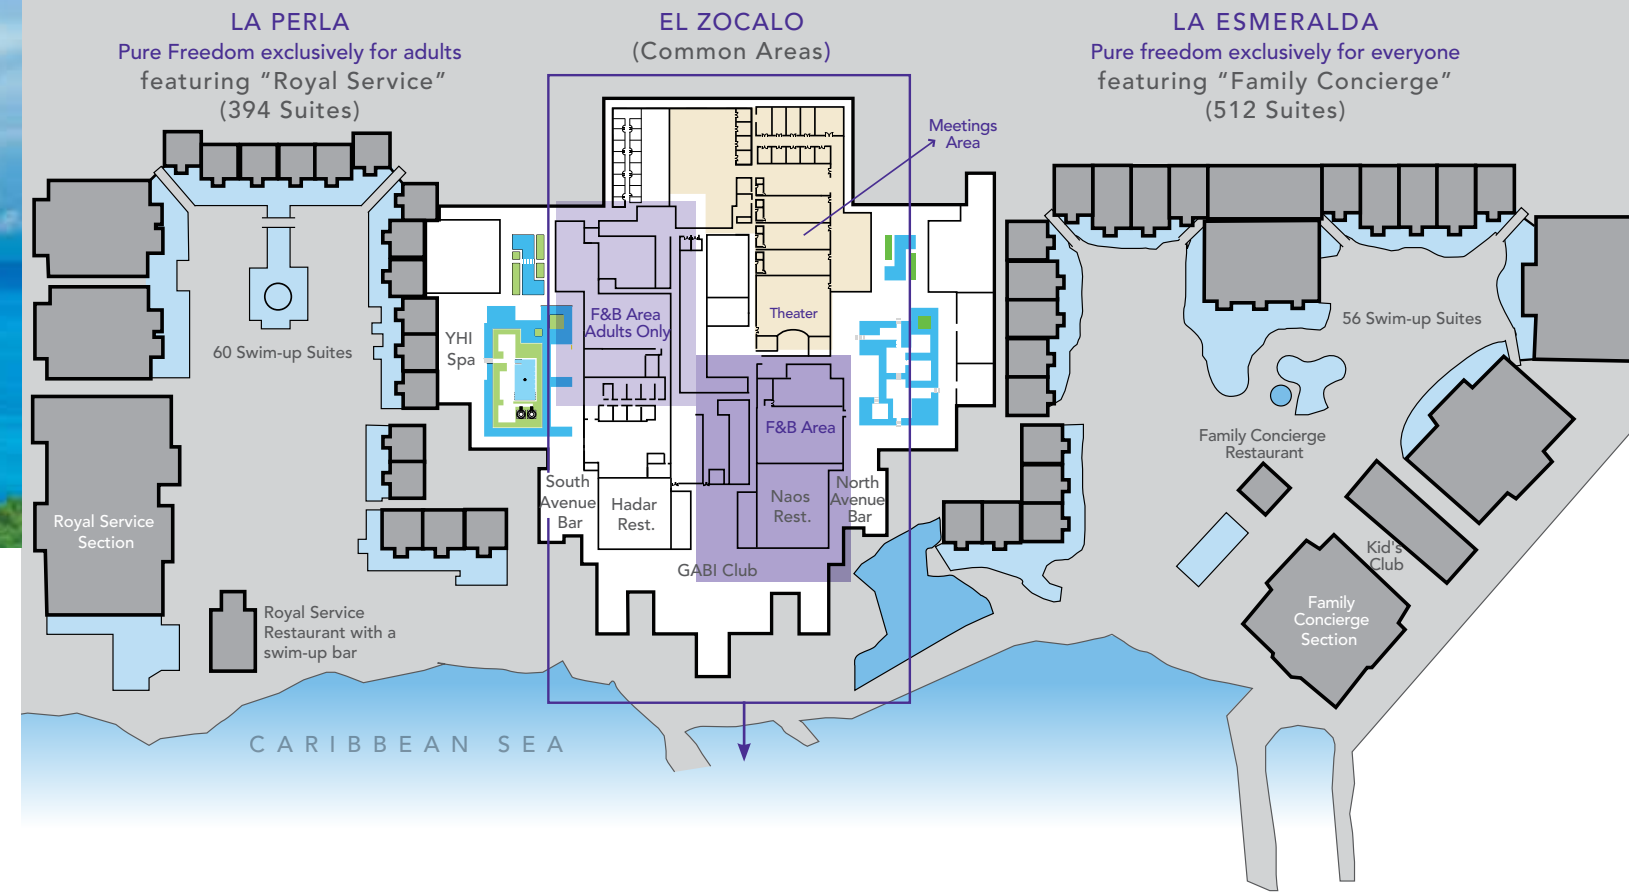 LA PERLA
Pure Freedom exclusively for adults
featuring “Royal Service”
(394 Suites)
EL ZOCALO
(Common Areas)
LA ESMERALDA
Pure freedom exclusively for everyone
featuring “Family Concierge”
(512 Suites)
Meetings
Area
Theater
F&B Area
Adults Only
YHI
Spa
60 Swim-up Suites
56 Swim-up Suites
F&B Area
Family Concierge
Restaurant
South
Avenue
Bar
Hadar
Rest.
Naos
Rest.
North
Avenue
Bar
GABI Club
Royal Service
Section
Kid's
Club
Royal Service
Restaurant with a
swim-up bar
Family
Concierge
Section
CARIBBEAN SEA